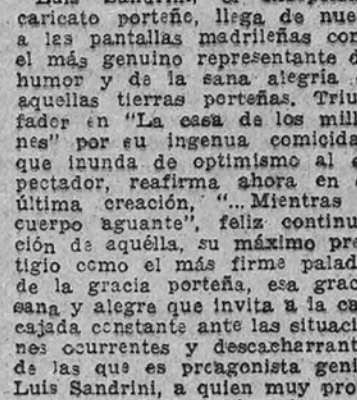 Luis Sandrini, el
caricato porteño, llega de nue
a las pantallas madrileñas com
el más genuino representante d
humor y de la sana alegría
aquellas tierras porteñas. Triu
fador en "La casa de los mill
nes" por su ingenua comicida
que inunda de optimismo al e
pectador, reafirma ahora en
última creación, "... Mientras
cuerpo aguante", feliz continu
ción de aquélla, su máximo pre
tigio como el más firme palad
de la gracia porteña, esa grac
sana y alegre que invita a la ca
cajada constante ante las situaci
nes ocurrentes y descacharrant
de las que es protagonista geni
Luis Sandrini, a quien muy pro